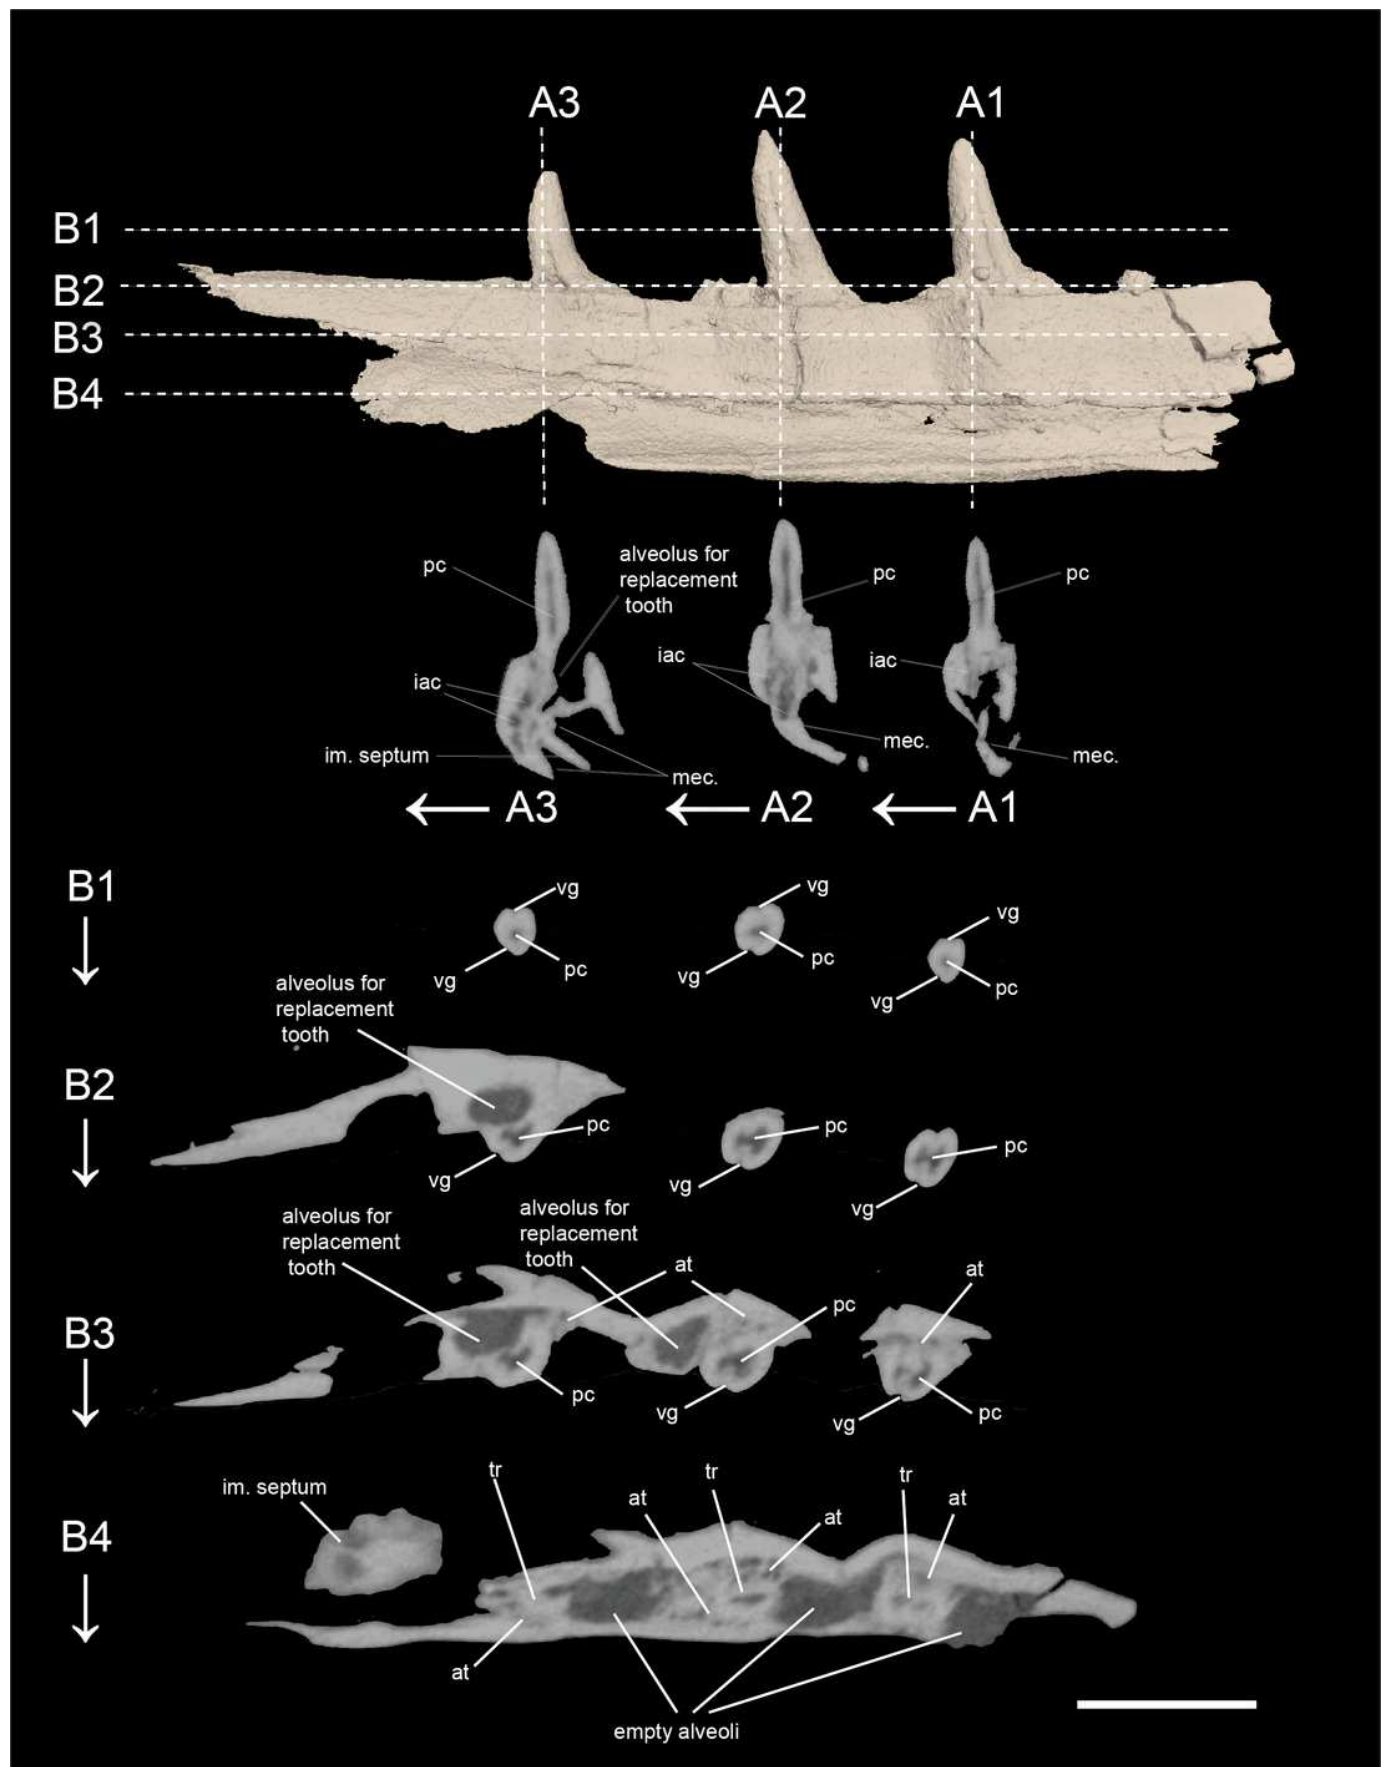 A3
A2
A1
B1
B2
B3
B4
alveolus for
replacement
tooth
pc
pc
pc
iac
iac
iac
im. septum
mec.
mec.
mec.
A3
A2
A1
B1
vg
vg
vg
vg
pc
vg
pc
vg
pc
alveolus for
replacement
tooth
B2
pc
pc
pc
vg
vg
vg
alveolus for
replacement
tooth
alveolus for
replacement
tooth
at
at
pc
B3
pc
vg
vg
pc
tr
tr
tr
im. septum
at
at
at
B4
at
empty alveoli